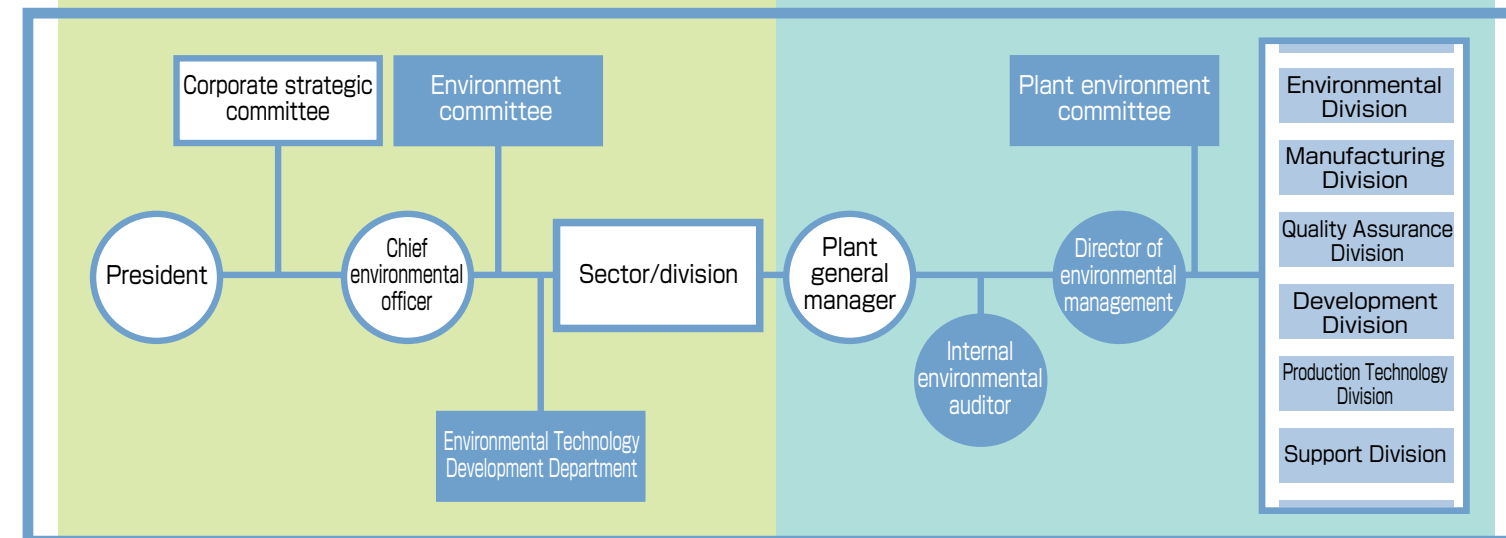 Corporate strategic
committee
Environment
committee
President
Chief
environmental
officer
Sector/division
Environmental Technology
Development Department
Plant environment
committee
Plant
general
manager
Internal
environmental
auditor
Director of
environmental
management
Environmental
Division
Manufacturing
Division
Quality Assurance
Division
Development
Division
Production Technology
Division
Support Division